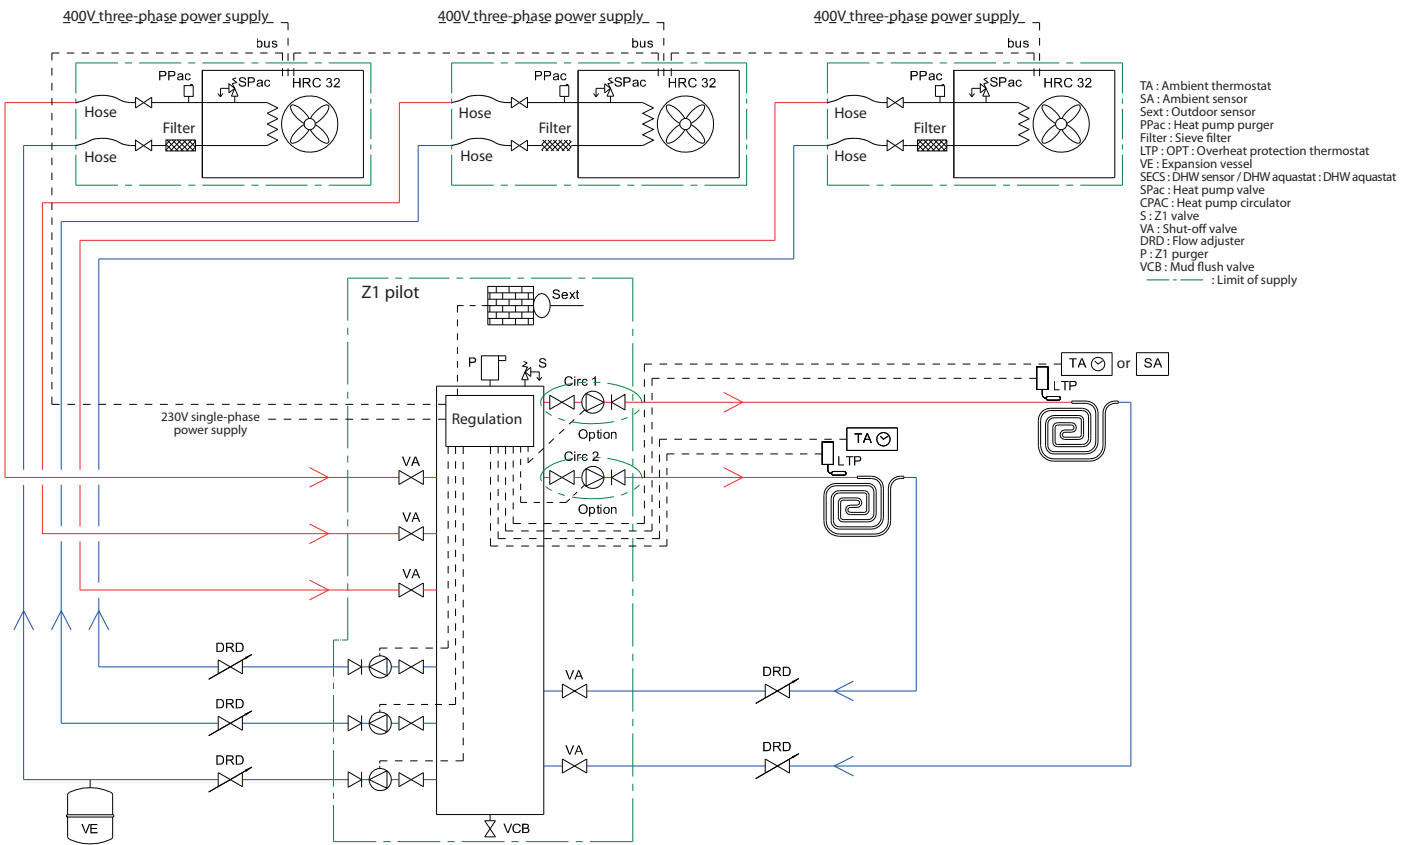 400V three-phase power supply
400V three-phase power supply
400V three-phase power supply
bus
bus
bus
PPac
SPac
HRC 32
Hose
Filter
Hose
PPac
SPac
HRC 32
Hose
Filter
Hose
PPac
SPac
HRC 32
Hose
Filter
Hose
TA : Ambient thermostat
SA : Ambient sensor
Sext : Outdoor sensor
PPac : Heat pump purger
Filter : Sieve filter
LTP : OPT : Overheat protection thermostat
VE : Expansion vessel
SECS : DHW sensor / DHW aquastat : DHW aquastat
SPac : Heat pump valve
CPAC : Heat pump circulator
S : Z1 valve
VA : Shut-off valve
DRD : Flow adjuster
P : Z1 purger
VCB : Mud flush valve
: Limit of supply
Z1 pilot
Sext
P
S
Circ 1
TA or SA
LTP
230V single-phase
power supply
Regulation
Option
TA
Circ 2
LTP
VA
Option
VA
VA
DRD
VA
DRD
DRD
VA
DRD
DRD
VE
VCB